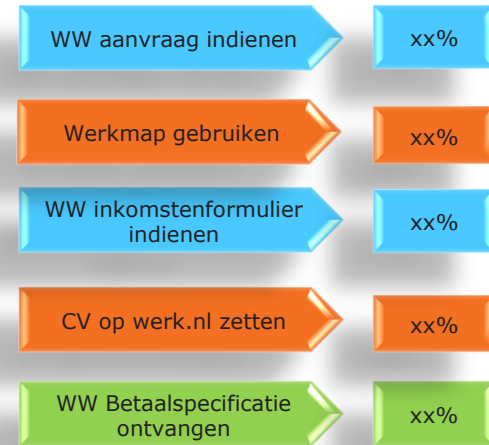 WW aanvraag indienen
xx%
Werkmap gebruiken
xx%
WW inkomstenformulier
indienen
xx%
CV op werk.nl zetten
xx%
WW Betaalspecificatie
ontvangen
xx%